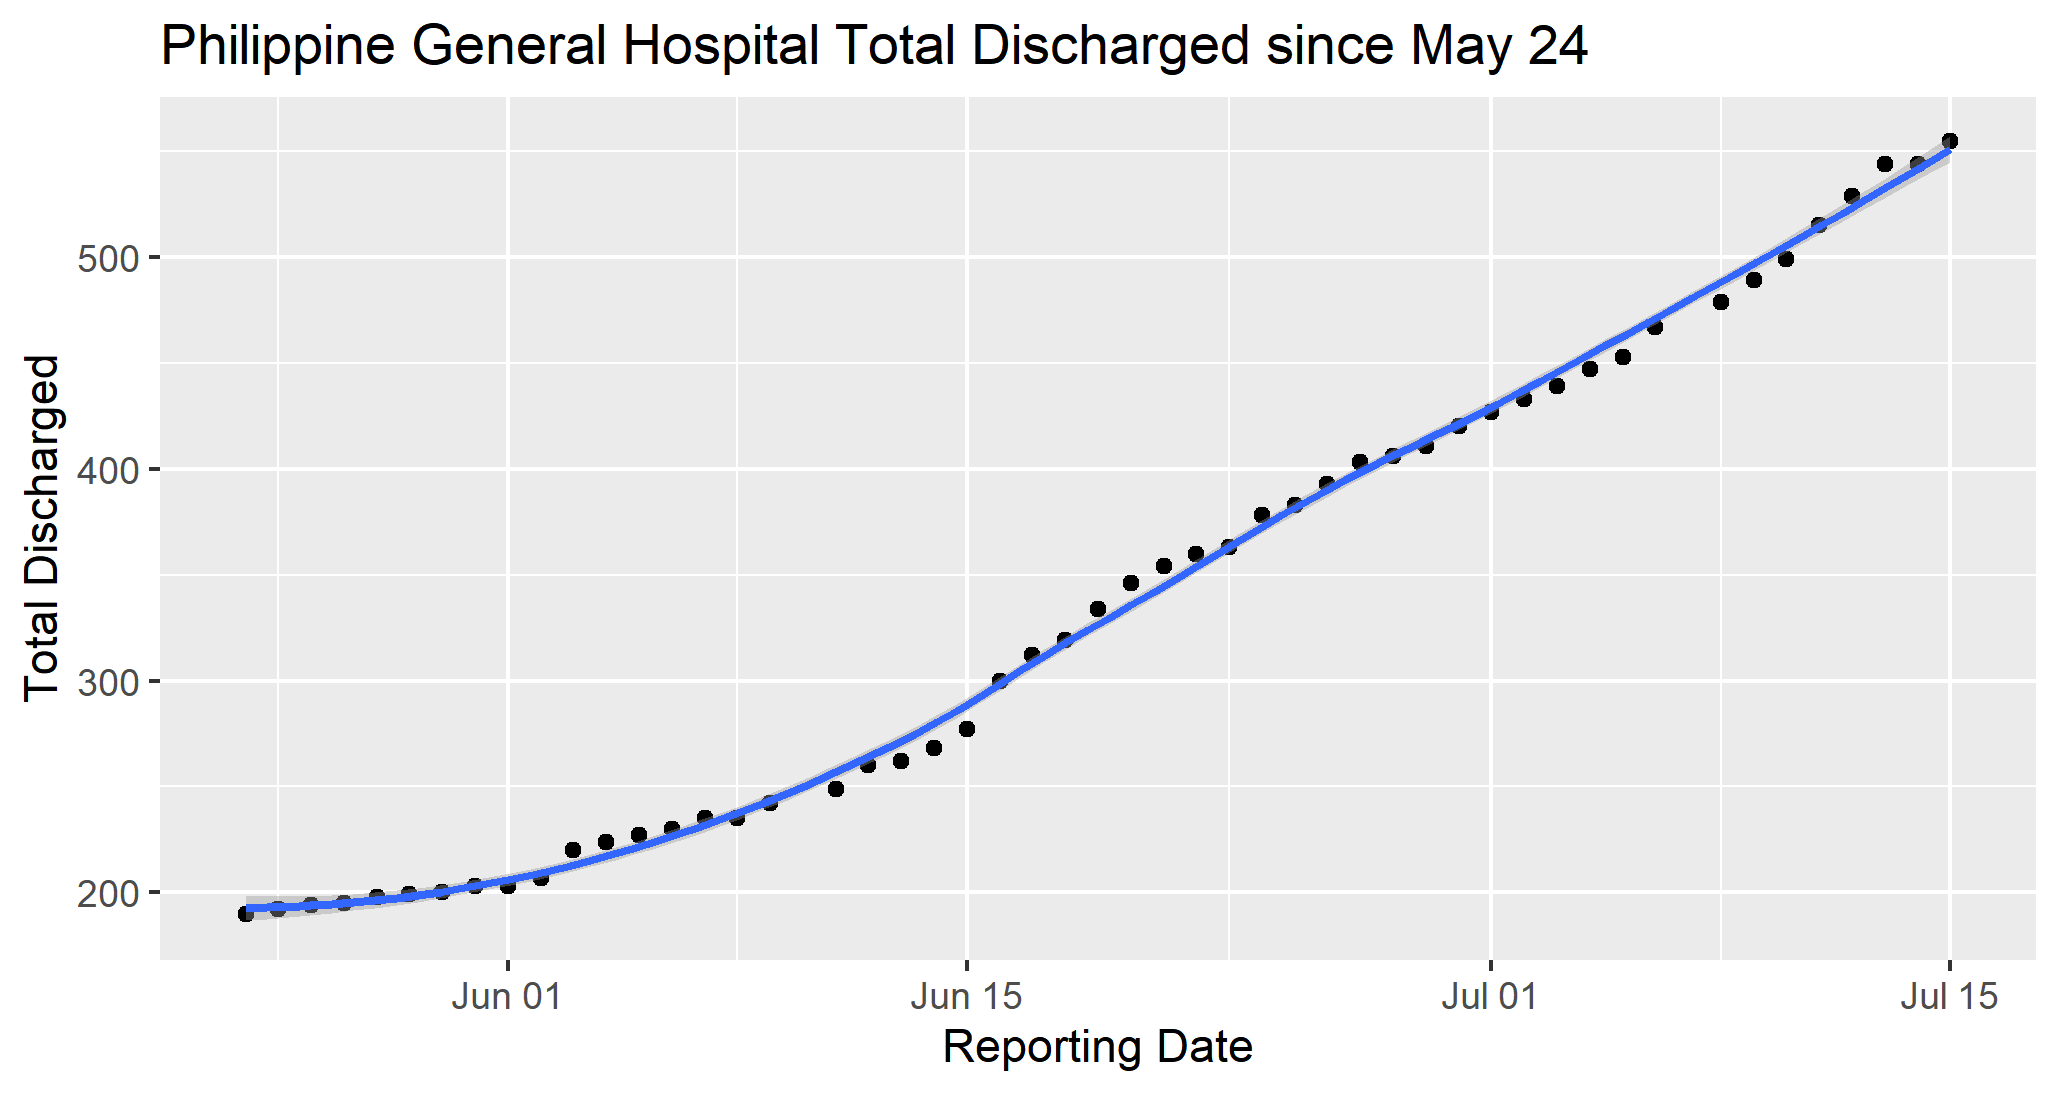 Philippine General Hospital Total Discharged since May 24
Total Discharged
500
400
300
200
Jun 01 Jun 15 Jul 01 Jul 15
Reporting Date